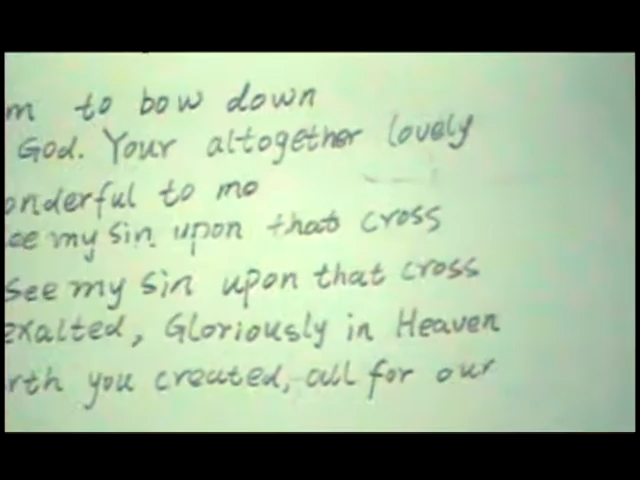 m to bow down
God. Your altogether lovely
onderful to me
ee my sin upon that cross
see my sin upon that cross
exalted, Gloriously in Heaven
rth you created, all for our